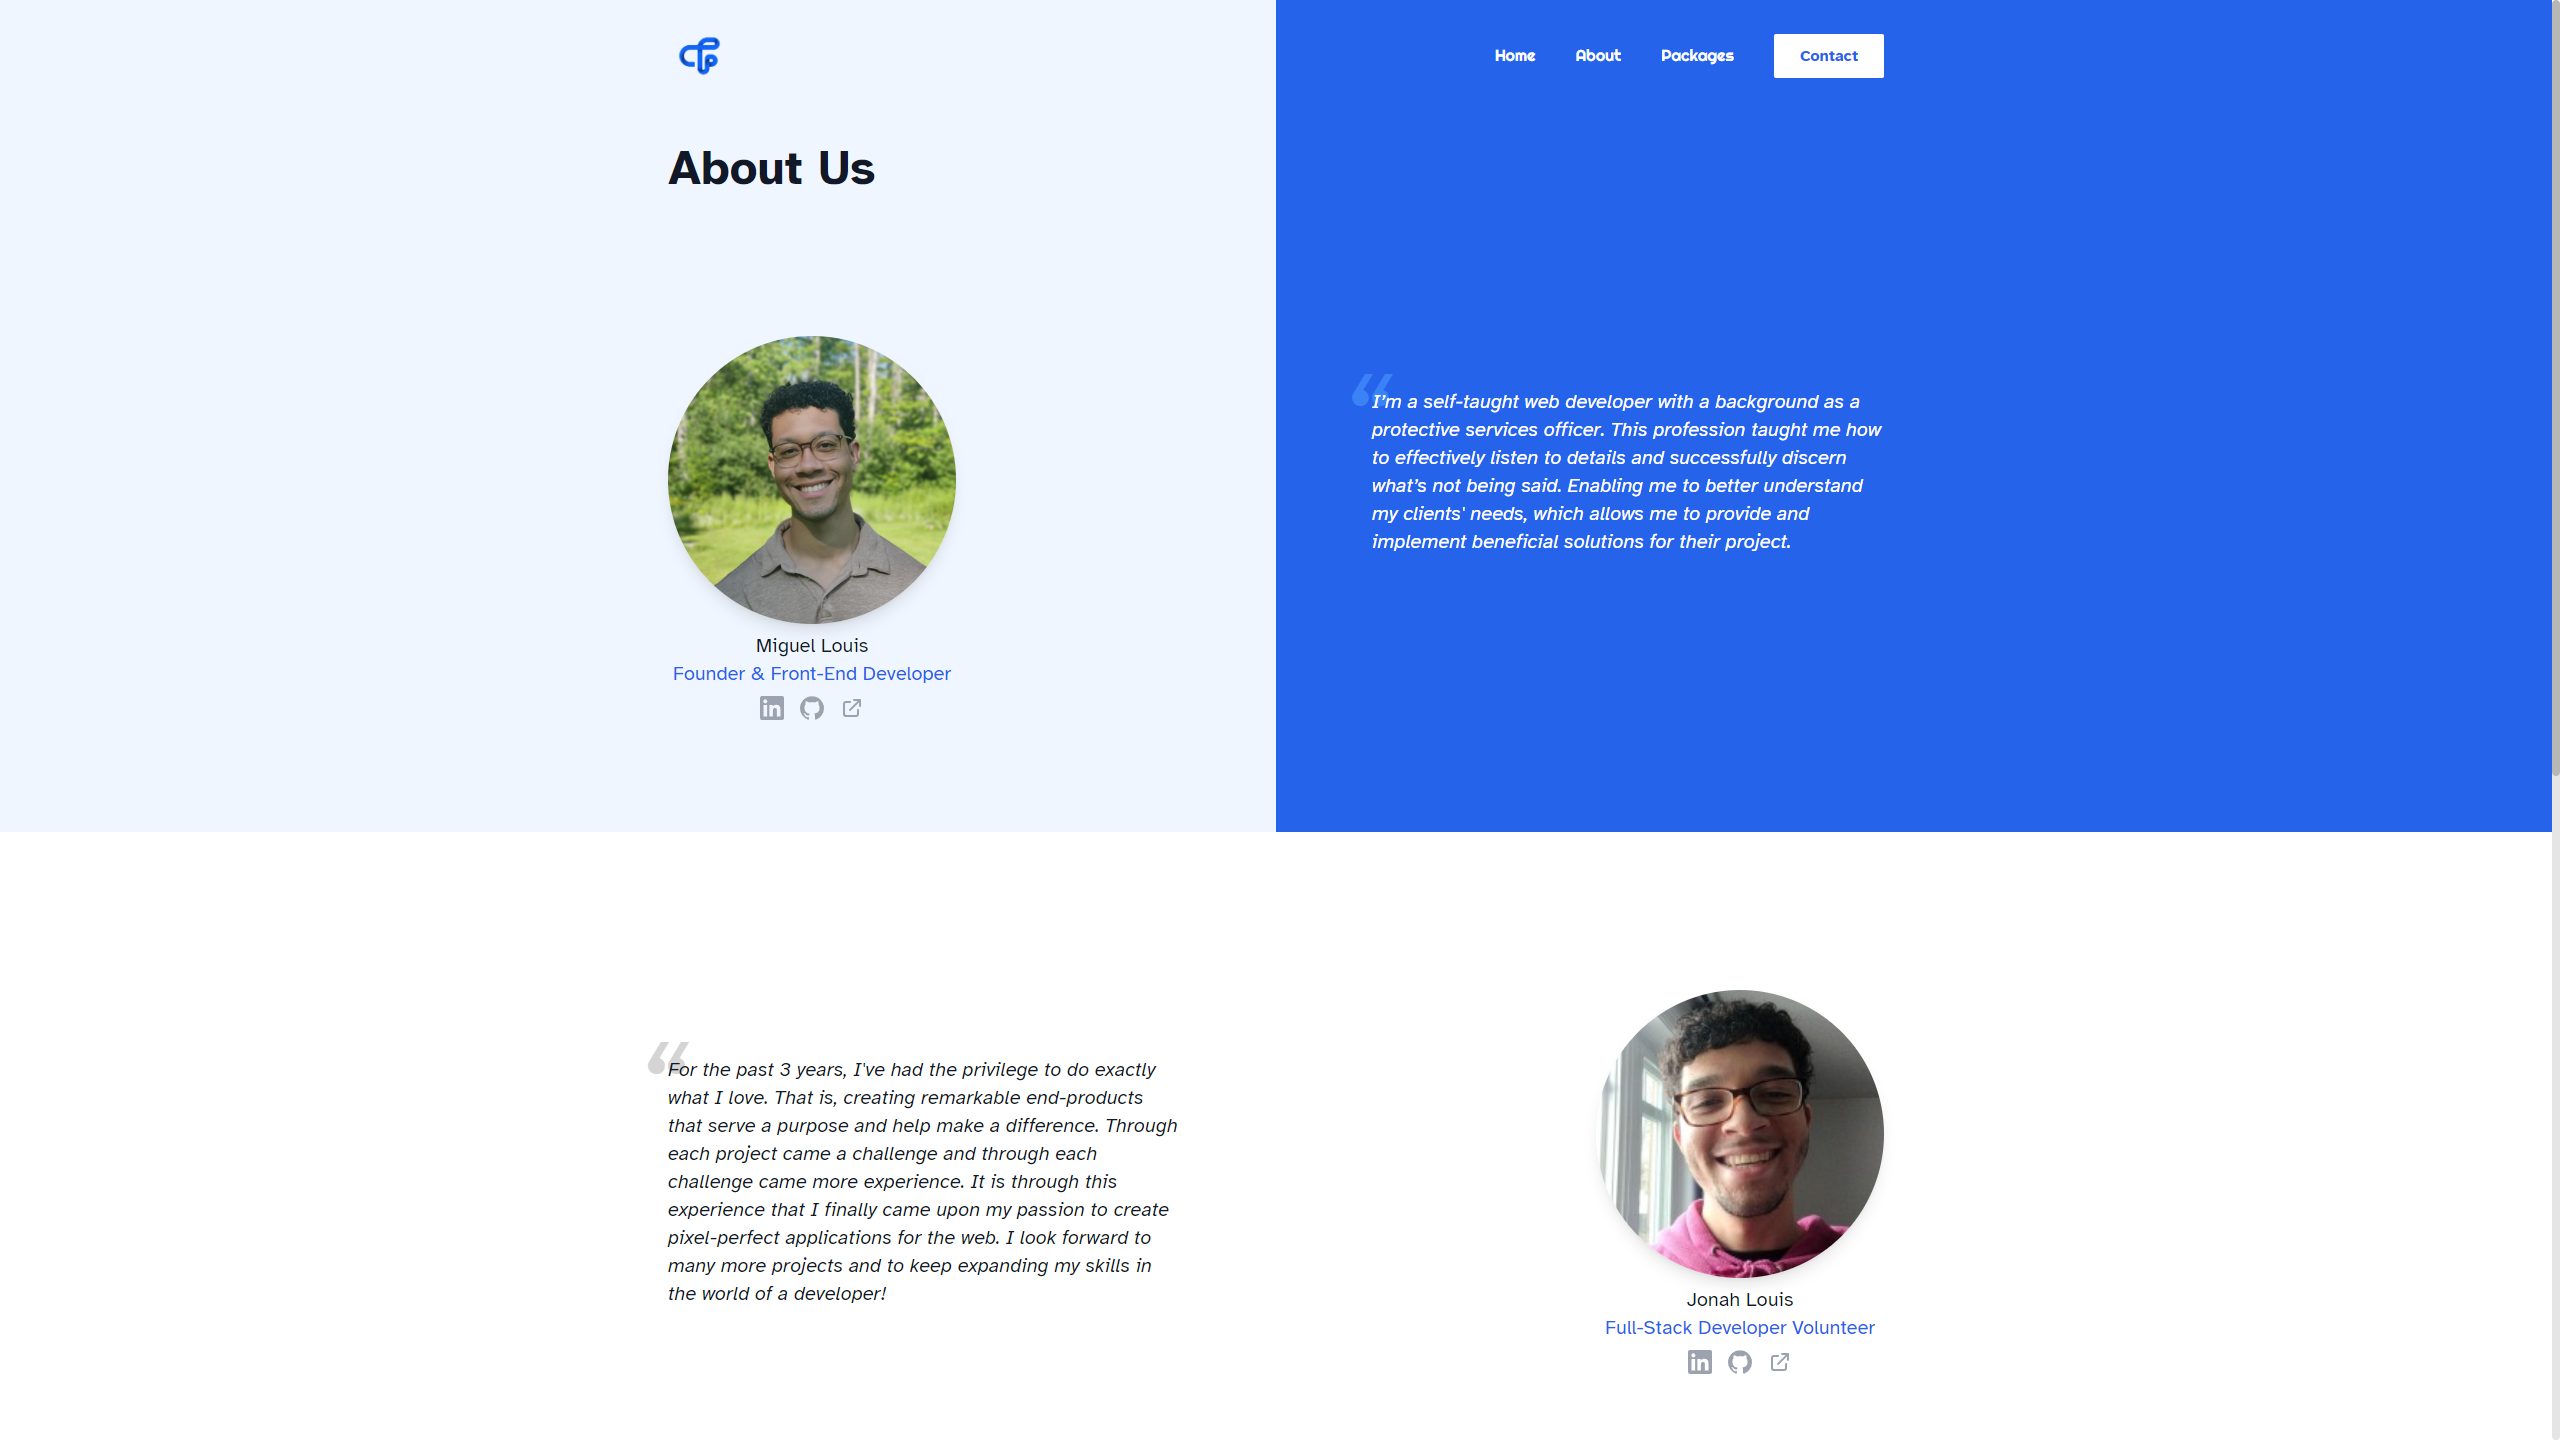 Home About Packages Contact
About Us
I’m a self-taught web developer with a background as a
protective services officer. This profession taught me how
to effectively listen to details and successfully discern
what’s not being said. Enabling me to better understand
my clients' needs, which allows me to provide and
implement beneficial solutions for their project.
Miguel Louis
Founder & Front-End Developer
For the past 3 years, I've had the privilege to do exactly
what I love. That is, creating remarkable end-products
that serve a purpose and help make a difference. Through
each project came a challenge and through each
challenge came more experience. It is through this
experience that I finally came upon my passion to create
pixel-perfect applications for the web. I look forward to
many more projects and to keep expanding my skills in
the world of a developer!
Jonah Louis
Full-Stack Developer Volunteer